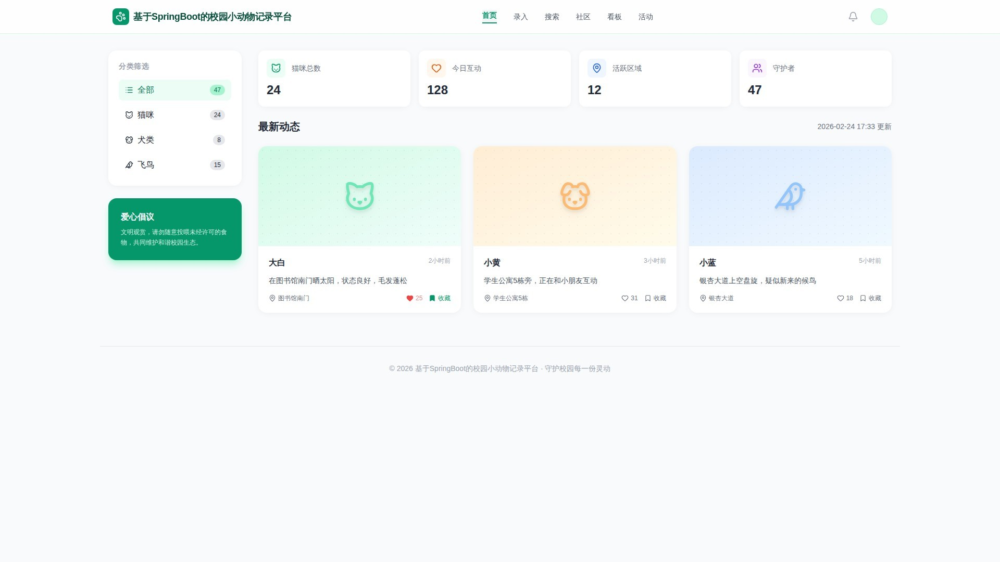 基于SpringBoot的校园小动物记录平台
首页
录入
搜索
社区
看板
活动
分类筛选
全部
47
猫咪
24
犬类
8
飞鸟
15
爱心倡议
文明观赏，请勿随意投喂未经许可的食
物，共同维护和谐校园生态。
猫咪总数
24
今日互动
128
活跃区域
12
守护者
47
最新动态
2026-02-24 17:33 更新
大白
2小时前
在图书馆南门晒太阳，状态良好，毛发蓬松
图书馆南门
25
收藏
小黄
3小时前
学生公寓5栋旁，正在和小朋友互动
学生公寓5栋
31
收藏
小蓝
5小时前
银杏大道上空盘旋，疑似新来的候鸟
银杏大道
18
收藏
© 2026 基于SpringBoot的校园小动物记录平台 · 守护校园每一份灵动